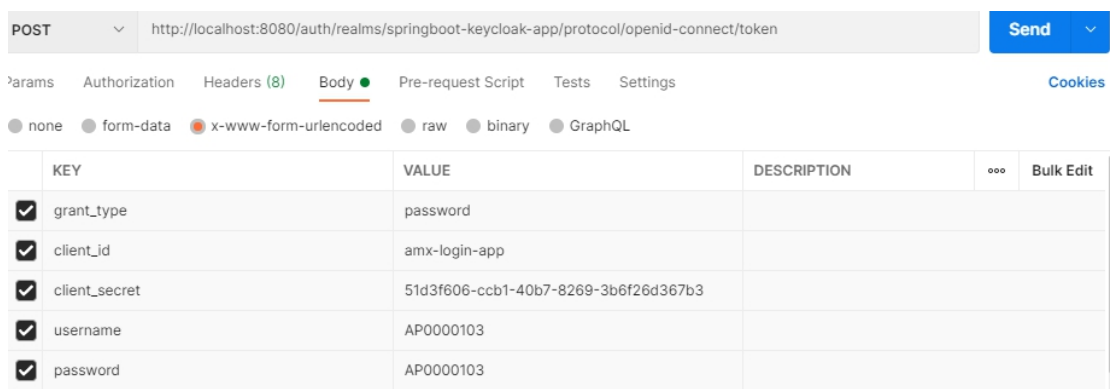 POST http://localhost:8080/auth/realms/springboot-keycloak-app/protocol/openid-connect/token Send
Params Authorization Headers (8) Body Pre-request Script Tests Settings Cookies
none form-data x-www-form-urlencoded raw binary GraphQL
KEY VALUE DESCRIPTION ooo Bulk Edit
grant_type password
client_id amx-login-app
client_secret 51d3f606-ccb1-40b7-8269-3b6f26d367b3
username AP0000103
password AP0000103